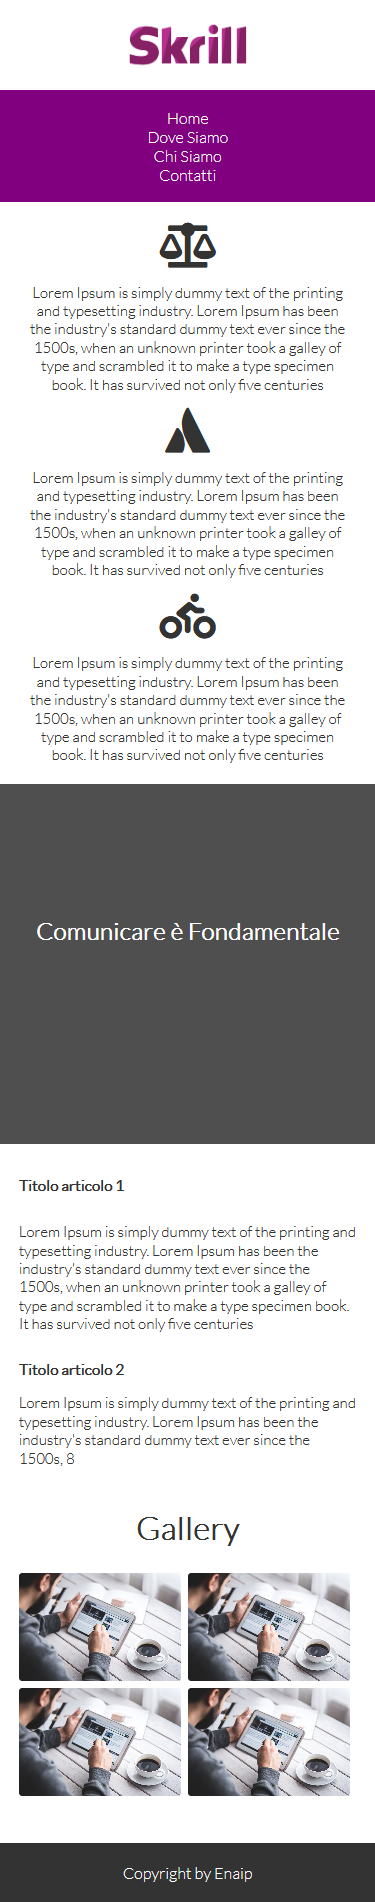 Skrill
Home
Dove Siamo
Chi Siamo
Contatti
Lorem Ipsum is simply dummy text of the printing
and typesetting industry. Lorem Ipsum has been
the industry's standard dummy text ever since the
1500s, when an unknown printer took a galley of
type and scrambled it to make a type specimen
book. It has survived not only five centuries
Lorem Ipsum is simply dummy text of the printing
and typesetting industry. Lorem Ipsum has been
the industry's standard dummy text ever since the
1500s, when an unknown printer took a galley of
type and scrambled it to make a type specimen
book. It has survived not only five centuries
Lorem Ipsum is simply dummy text of the printing
and typesetting industry. Lorem Ipsum has been
the industry's standard dummy text ever since the
1500s, when an unknown printer took a galley of
type and scrambled it to make a type specimen
book. It has survived not only five centuries
Comunicare è Fondamentale
Titolo articolo 1
Lorem Ipsum is simply dummy text of the printing and
typesetting industry. Lorem Ipsum has been the
industry's standard dummy text ever since the
1500s, when an unknown printer took a galley of
type and scrambled it to make a type specimen book.
It has survived not only five centuries
Titolo articolo 2
Lorem Ipsum is simply dummy text of the printing and
typesetting industry. Lorem Ipsum has been the
industry's standard dummy text ever since the
1500s, 8
Gallery
Copyright by Enaip